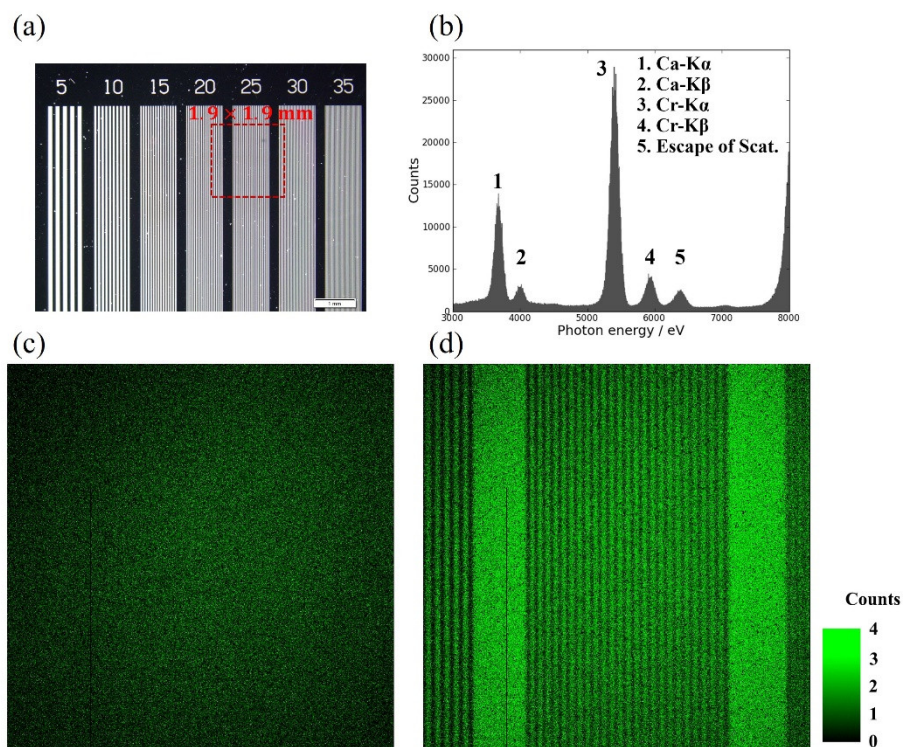 (a)
5 10 15 20 25 30 35
1.9 × 1.9 mm
1 mm
(b)
30000
25000
20000
15000
10000
5000
0
Counts
3000 4000 5000 6000 7000 8000
Photon energy / eV
1
2
3
4
5
1. Ca-Kα
2. Ca-Kβ
3. Cr-Kα
4. Cr-Kβ
5. Escape of Scat.
(c)
(d)
Counts
4
3
2
1
0